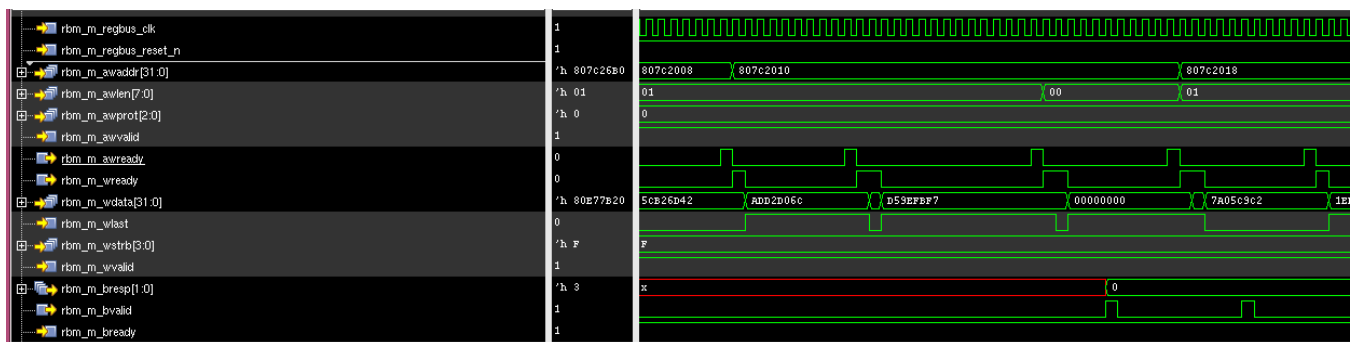 rbm_m_regbus_clk 1
rbm_m_regbus_reset_n 1
rbm_m_awaddr[31:0] 'h 807c26B0 807c2008 807c2010 807c2018
rbm_m_awlen[7:0] 'h 01 01 00 01
rbm_m_awprot[2:0] 'h 0 0
rbm_m_awvalid 1
rbm_m_awready 0
rbm_m_wready 0
rbm_m_wdata[31:0] 'h 80E77B20 5CB26D42 ADD2D06C D59EFBF7 00000000 7A05C9C2
rbm_m_wlast 0
rbm_m_wstrb[3:0] 'h F F
rbm_m_wvalid 1
rbm_m_bresp[1:0] 'h 3 x 0
rbm_m_bvalid 1
rbm_m_bready 1